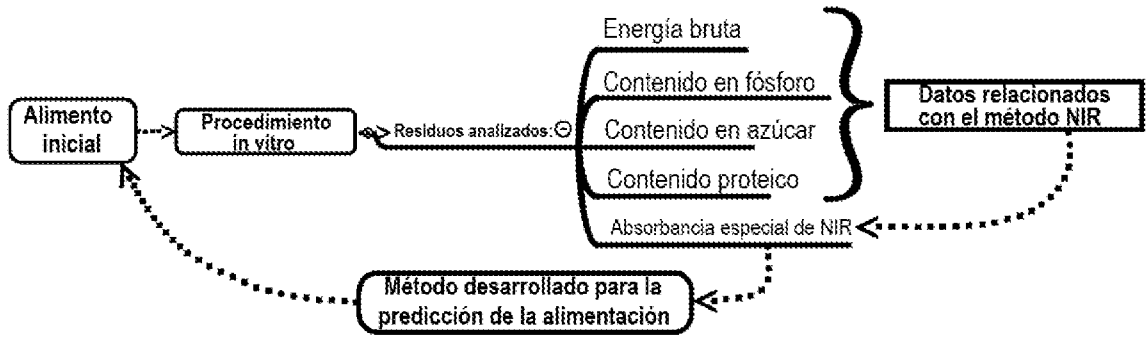 Alimento
inicial
Procedimiento
in vitro
Residuos analizados:
Energía bruta
Contenido en fósforo
Contenido en azúcar
Contenido proteico
Absorbancia especial de NIR
Datos relacionados
con el método NIR
Método desarrollado para la
predicción de la alimentación